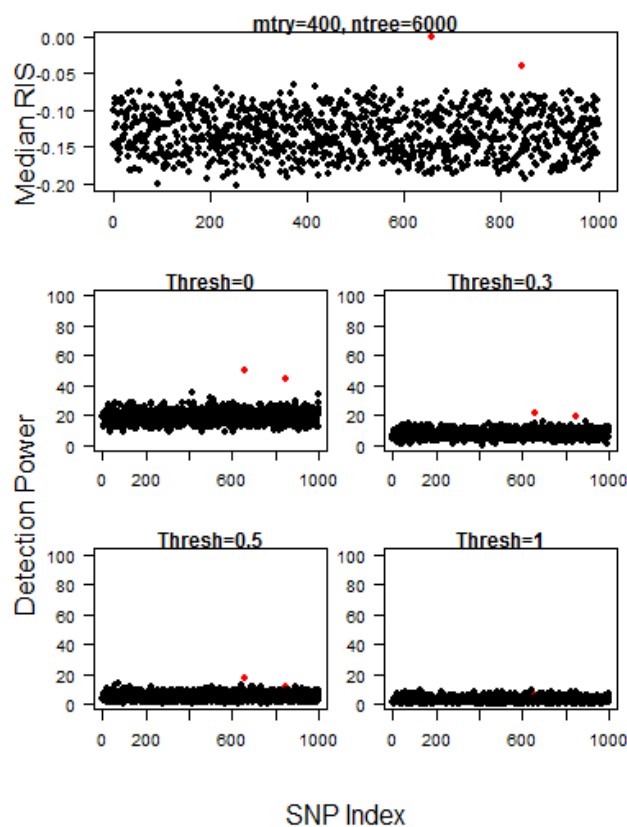 mtry=400, ntree=6000
Median RIS
0.00
-0.05
-0.10
-0.15
-0.20
0 200 400 600 800 1000
Detection Power
Thresh=0
100
80
60
40
20
0
0 200 600 1000
Thresh=0.3
100
80
60
40
20
0
0 200 600 1000
Thresh=0.5
100
80
60
40
20
0
0 200 600 1000
Thresh=1
100
80
60
40
20
0
0 200 600 1000
SNP Index